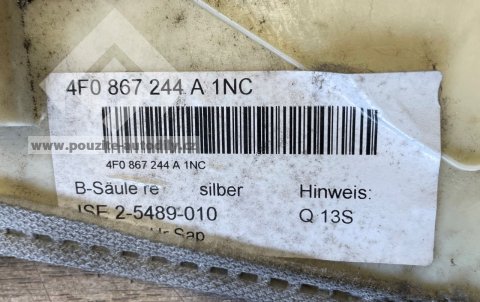 4F0 867 244 A 1NC
www.pouzite-autodily.cz
4F0 867 244 A 1NC
B-Säule re silber Hinweis:
ISE 2-5489-010 Q 13S